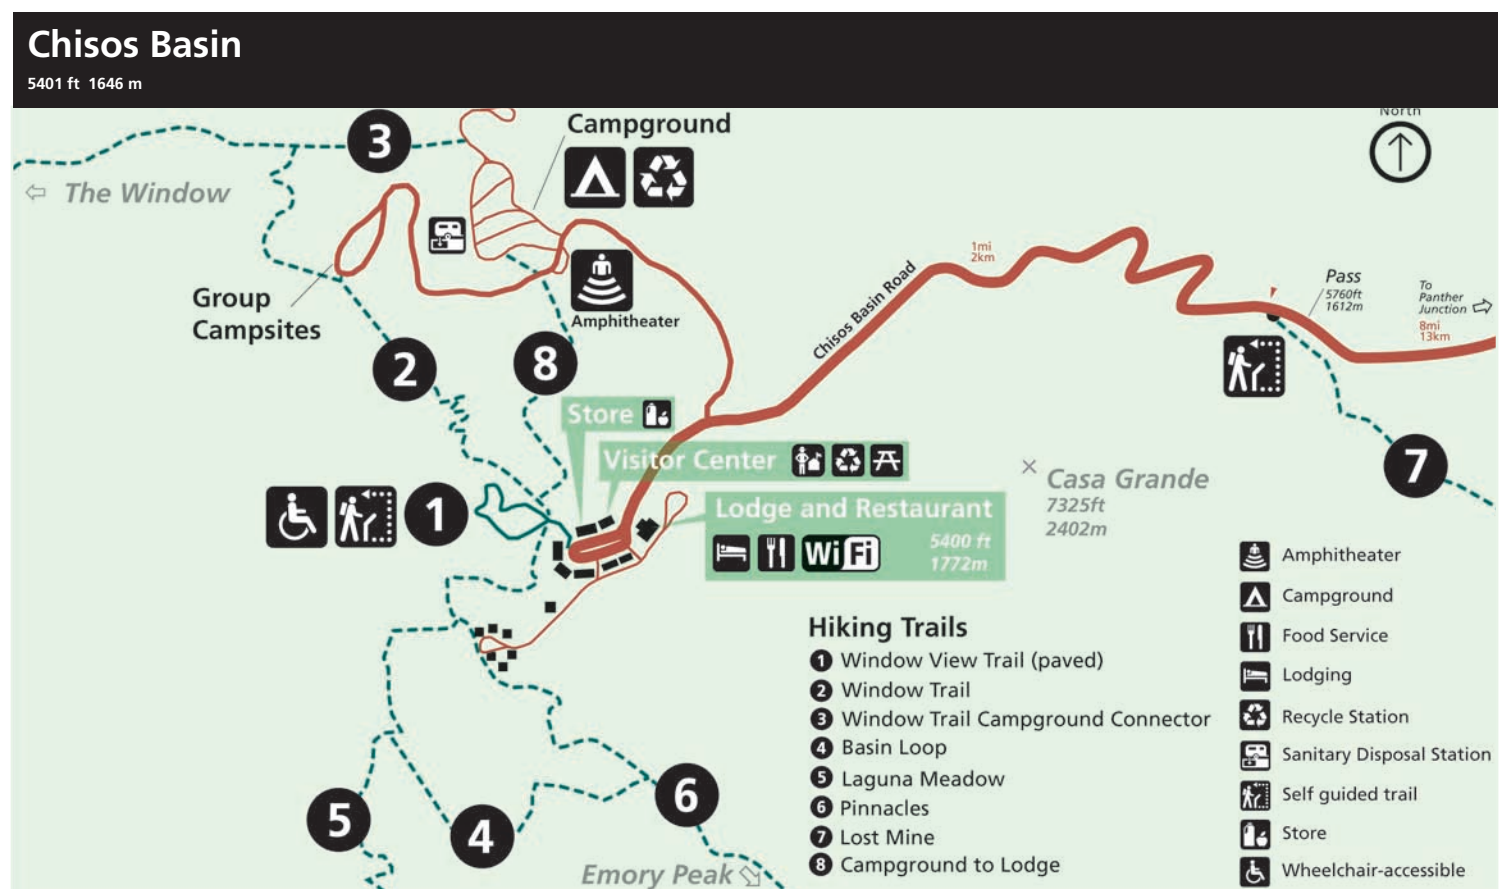 Chisos Basin
5401 ft 1646 m
North
3
Campground
The Window
Group
Campsites
Amphitheater
2
8
Chisos Basin Road
1mi
2km
Pass
5760ft
1612m
To
Panther
Junction
8mi
13km
Store
Visitor Center
Casa Grande
7325ft
2402m
7
1
Lodge and Restaurant
WiFi
5400 ft
1772m
5
4
6
Emory Peak
Hiking Trails
1 Window View Trail (paved)
2 Window Trail
3 Window Trail Campground Connector
4 Basin Loop
5 Laguna Meadow
6 Pinnacles
7 Lost Mine
8 Campground to Lodge
Amphitheater
Campground
Food Service
Lodging
Recycle Station
Sanitary Disposal Station
Self guided trail
Store
Wheelchair-accessible